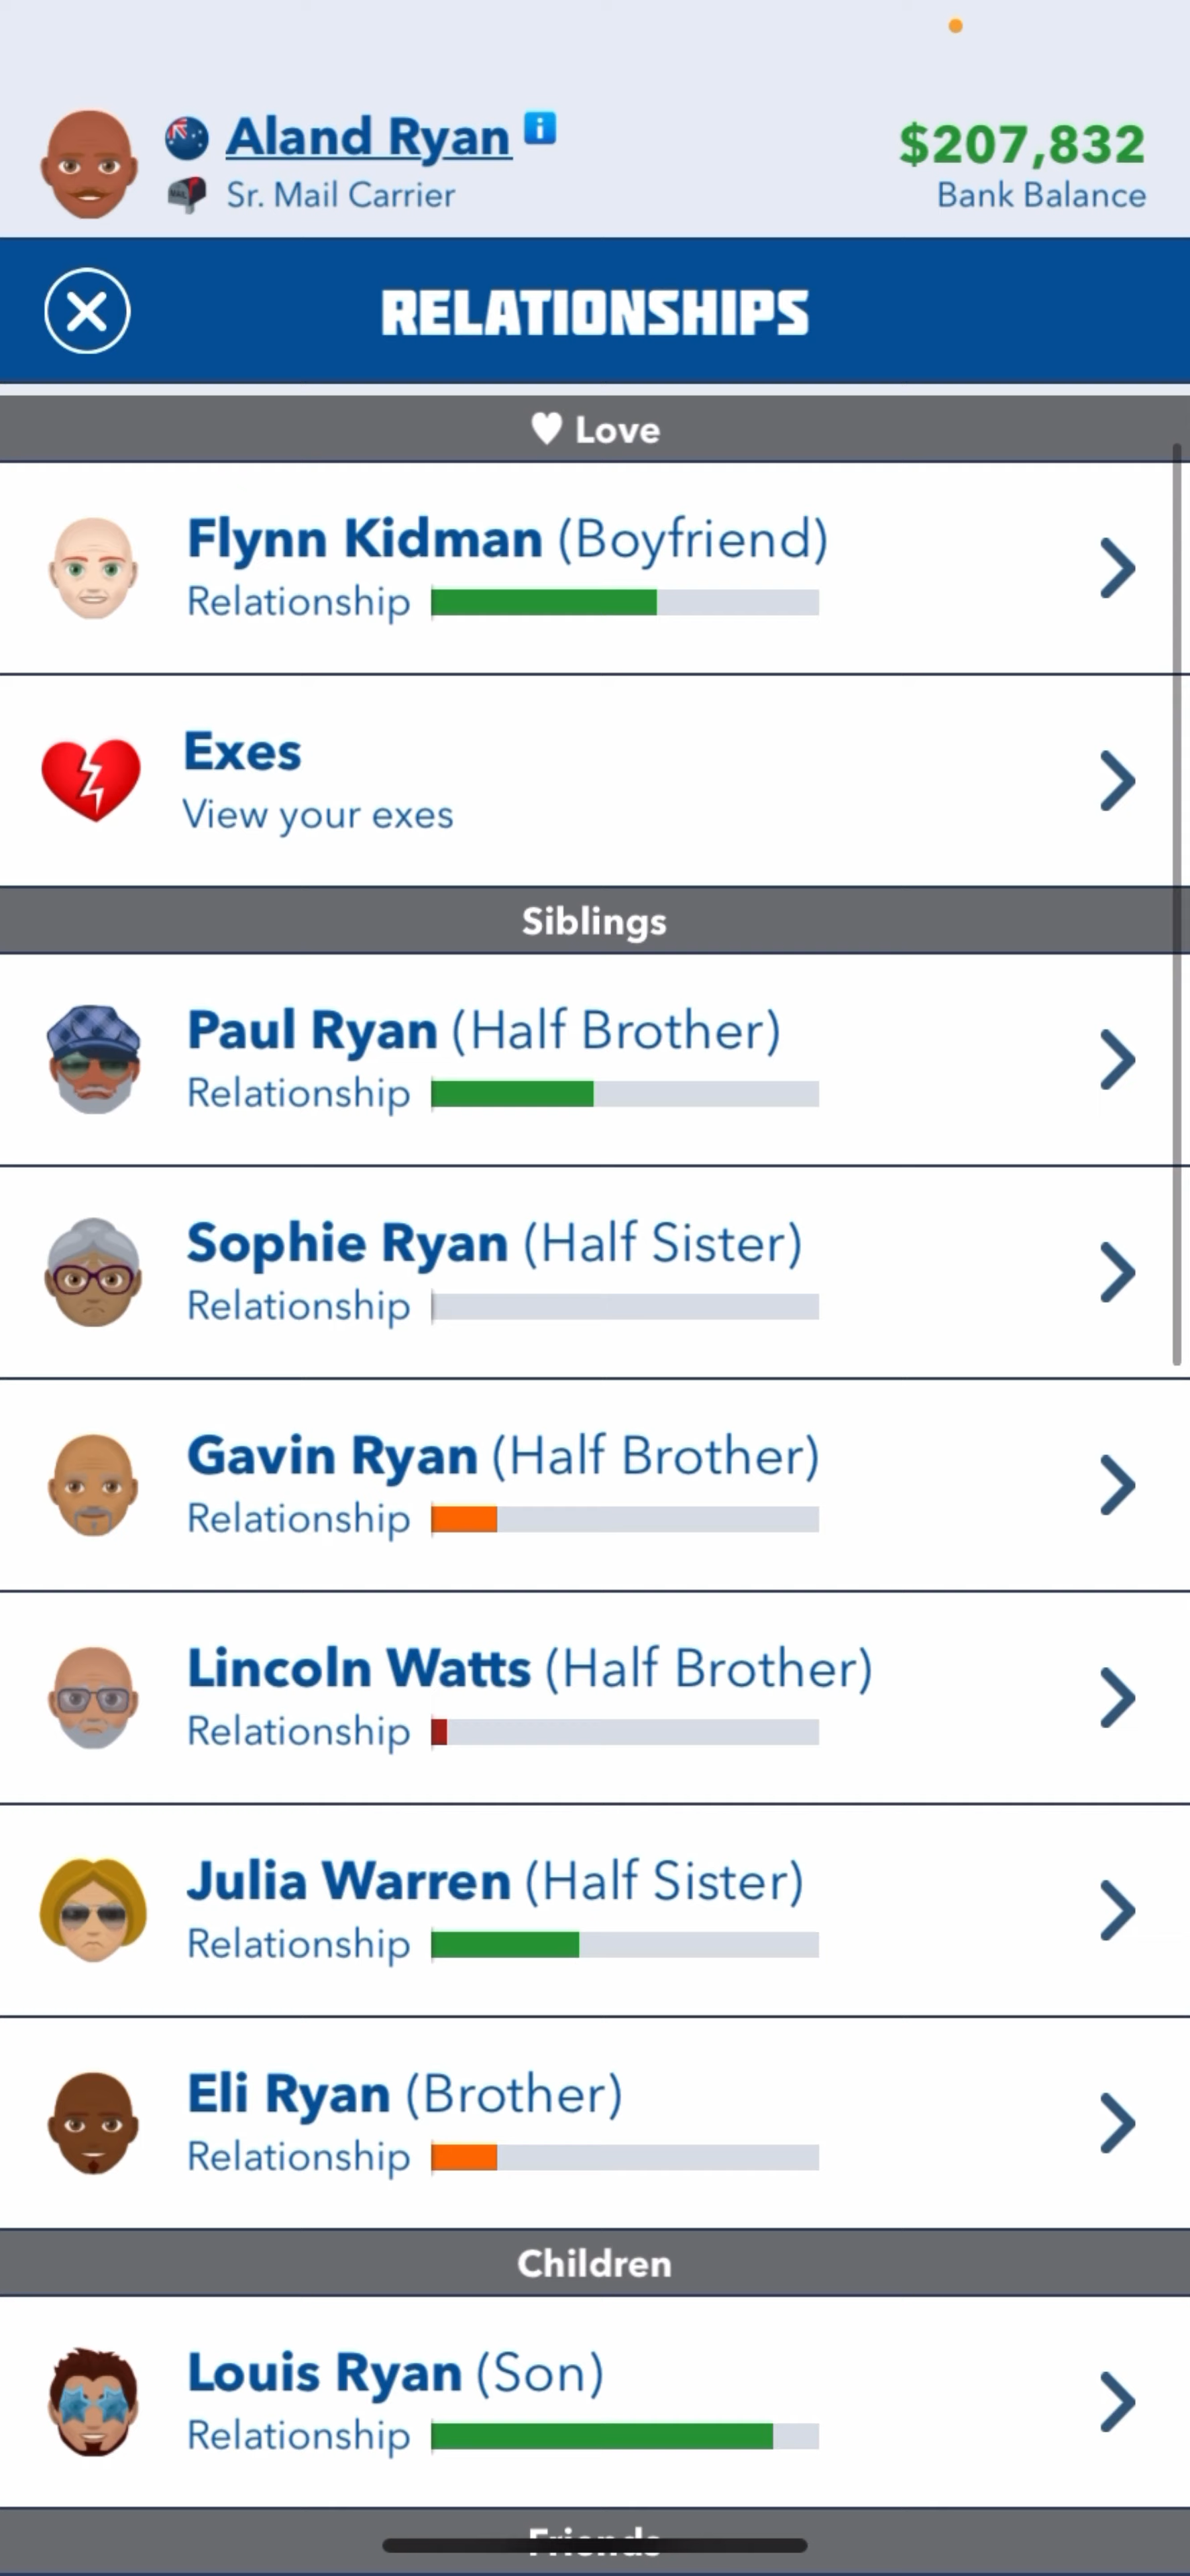 Aland Ryan
$207,832
Sr. Mail Carrier
Bank Balance
RELATIONSHIPS
Love
Flynn Kidman (Boyfriend)
Relationship
Exes
View your exes
Siblings
Paul Ryan (Half Brother)
Relationship
Sophie Ryan (Half Sister)
Relationship
Gavin Ryan (Half Brother)
Relationship
Lincoln Watts (Half Brother)
Relationship
Julia Warren (Half Sister)
Relationship
Eli Ryan (Brother)
Relationship
Children
Louis Ryan (Son)
Relationship
Friends